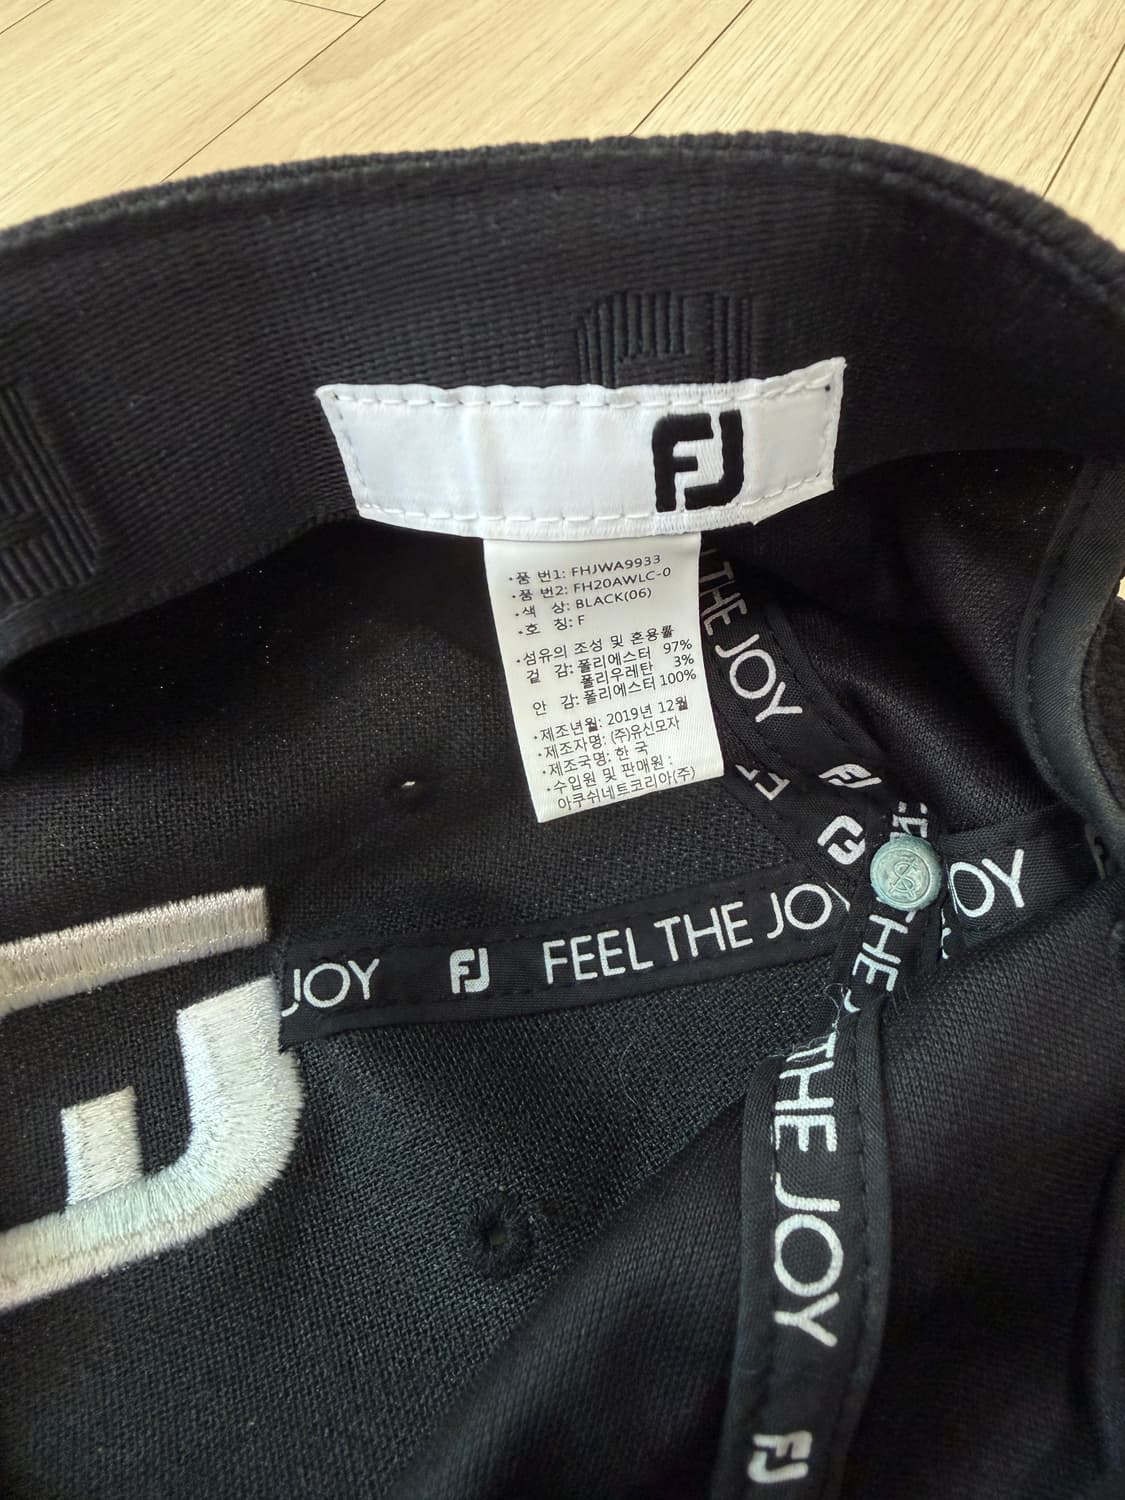 FJ
·품 번1: FHJWA9933
·품 번2: FH20AWLC-0
·색 상: BLACK(06)
·호 칭: F
·섬유의 조성 및 혼용률
겉 감: 폴리에스터 97%
폴리우레탄 3%
안 감: 폴리에스터 100%
·제조년월: 2019년 12월
·제조자명: (주)유신모자
·제조국명: 한 국
·수입원 및 판매원 :
아쿠쉬네트코리아(주)
THE JOY
FJ
FJ
JOY FJ FEEL THE JOY
JOY
THE
THE JOY
FJ